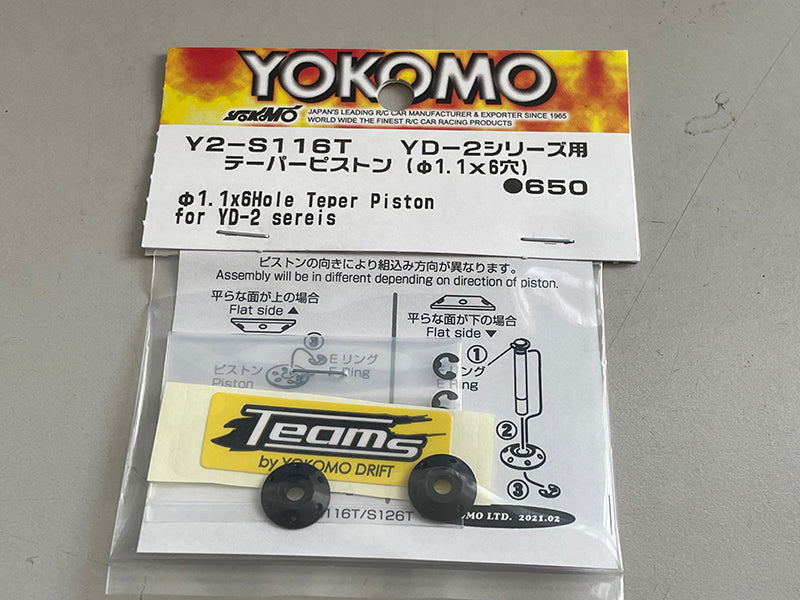 YOKOMO
YOKOMO
JAPAN'S LEADING R/C CAR MANUFACTURER & EXPORTER SINCE 1965
WORLD WIDE THE FINEST R/C CAR RACING PRODUCTS
Y2-S116T YD-2シリーズ用
テーパーピストン(Φ1.1×6穴)
●650
Φ1.1x6Hole Teper Piston
for YD-2 sereis
ピストンの向きにより組込み方向が異なります。
Assembly will be in different depending on direction of piston.
平らな面が上の場合
Flat side ▲
平らな面が下の場合
Flat side ▼
③
Eリング
E Ring
ピストン
Piston
リング
Ring
①
②
③
Teams
by YOKOMO DRIFT
116T/S126T
MO LTD. 2021.02